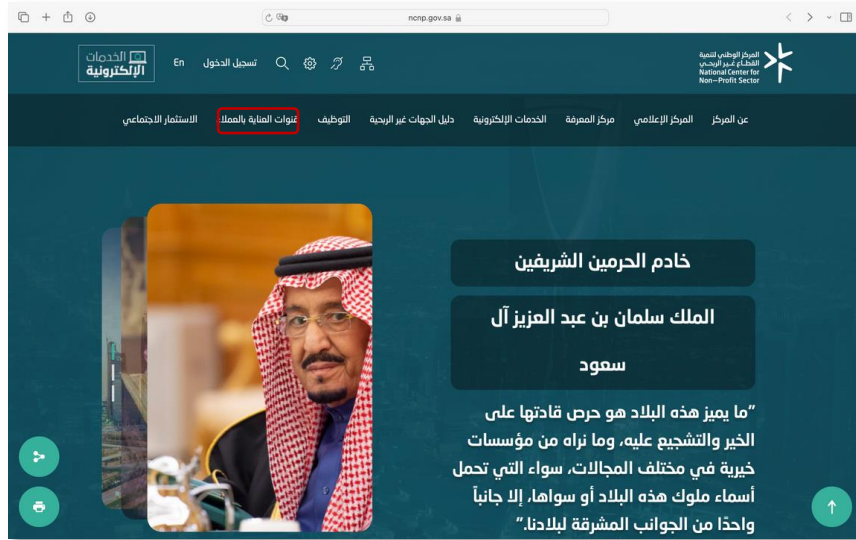 ncnp.gov.sa
المركز الوطني لتنمية
القطاع غير الربحي
National Center for
Non-Profit Sector
تسجيل الدخول
En
الخدمات
الإلكترونية
عن المركز المركز الإعلامي مركز المعرفة الخدمات الإلكترونية دليل الجهات غير الربحية التوظيف قنوات العناية بالعملاء الاستثمار الاجتماعي
خادم الحرمين الشريفين
الملك سلمان بن عبد العزيز آل
سعود
”ما يميز هذه البلاد هو حرص قادتها على
الخير والتشجيع عليه، وما نراه من مؤسسات
خيرية في مختلف المجالات، سواء التي تحمل
أسماء ملوك هذه البلاد أو سواها، إلا جانباً
واحدًا من الجوانب المشرقة لبلادنا.”